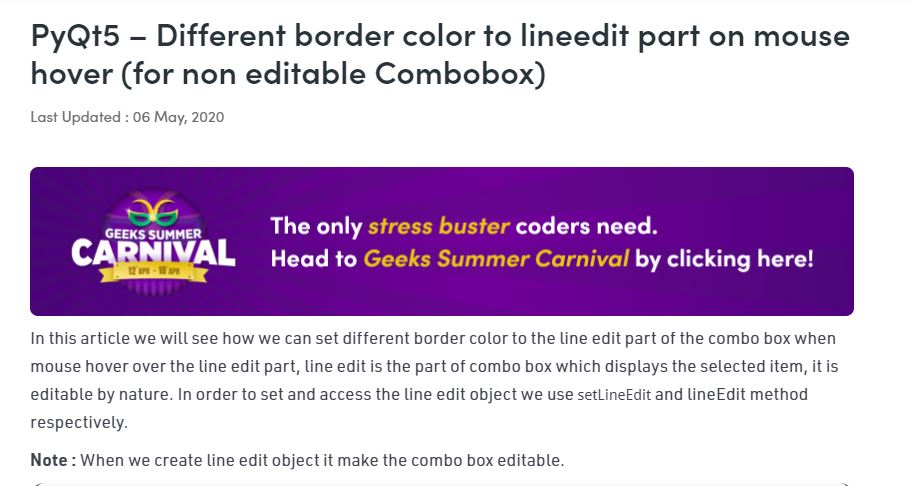 PyQt5 – Different border color to lineedit part on mouse
hover (for non editable Combobox)
Last Updated : 06 May, 2020
GEEKS SUMMER
CARNIVAL
12 APR - 18 APR
The only stress buster coders need.
Head to Geeks Summer Carnival by clicking here!
In this article we will see how we can set different border color to the line edit part of the combo box when
mouse hover over the line edit part, line edit is the part of combo box which displays the selected item, it is
editable by nature. In order to set and access the line edit object we use setLineEdit and lineEdit method
respectively.
Note : When we create line edit object it make the combo box editable.